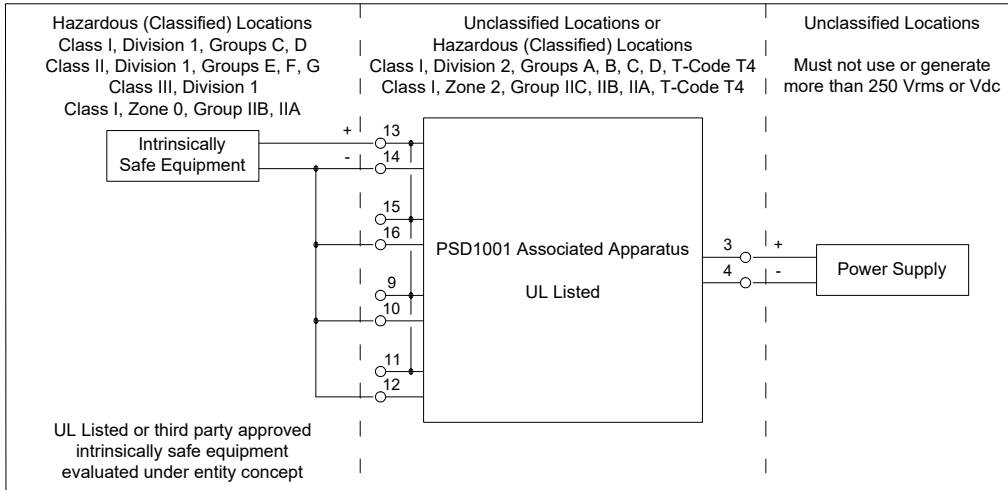 Hazardous (Classified) Locations
Class I, Division 1, Groups C, D
Class II, Division 1, Groups E, F, G
Class III, Division 1
Class I, Zone 0, Group IIB, IIA
Unclassified Locations or
Hazardous (Classified) Locations
Class I, Division 2, Groups A, B, C, D, T-Code T4
Class I, Zone 2, Group IIC, IIB, IIA, T-Code T4
Unclassified Locations
Must not use or generate
more than 250 Vrms or Vdc
Intrinsically
Safe Equipment
+
-
13
14
15
16
9
10
11
12
PSD1001 Associated Apparatus
UL Listed
3
4
+
-
Power Supply
UL Listed or third party approved
intrinsically safe equipment
evaluated under entity concept